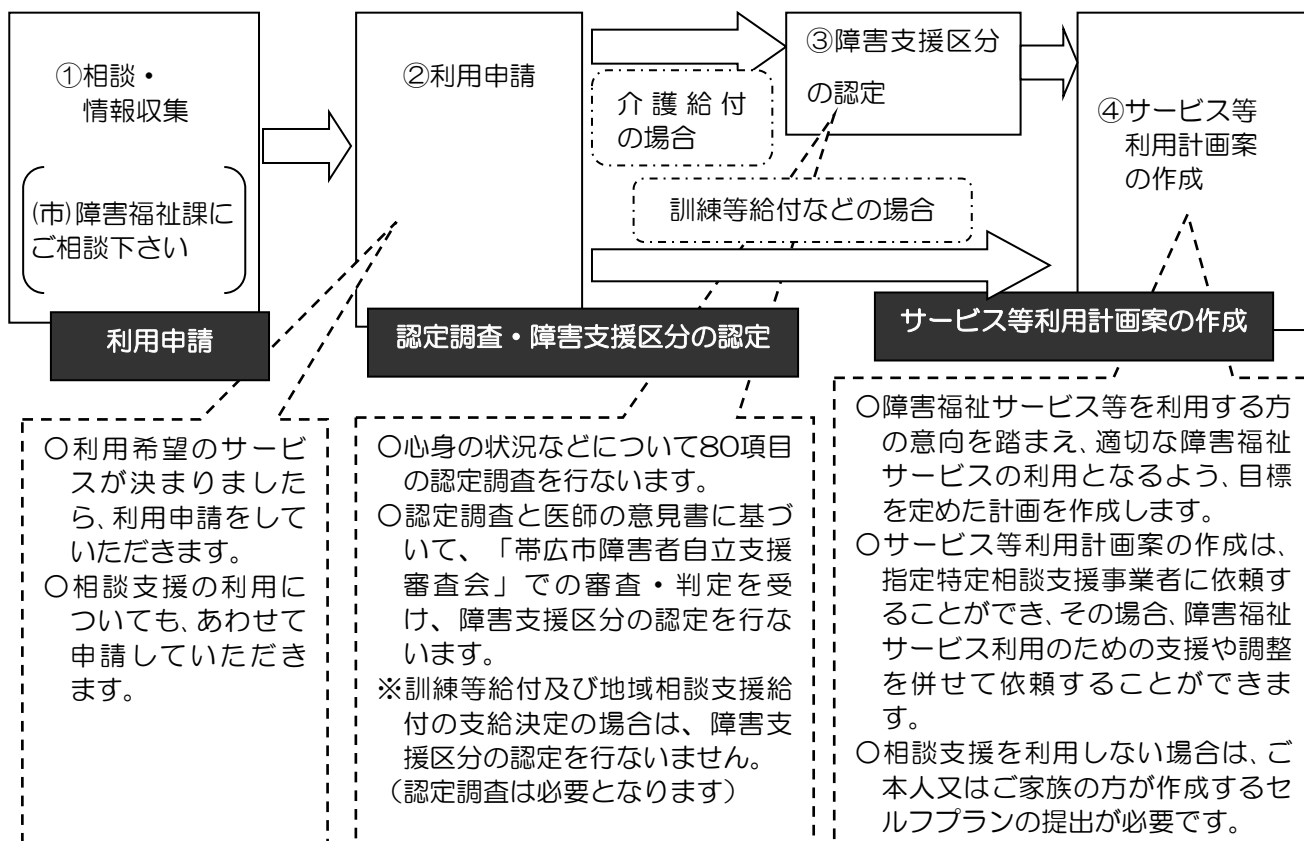 ①相談・
情報収集
(市)障害福祉課に
ご相談下さい
②利用申請
介護給付
の場合
訓練等給付などの場合
③障害支援区分
の認定
④サービス等
利用計画案
の作成
利用申請
〇利用希望のサービ
スが決まりました
ら、利用申請をして
いただきます。
〇相談支援の利用に
ついても、あわせて
申請していただき
ます。
認定調査・障害支援区分の認定
〇心身の状況などについて80項目
の認定調査を行ないます。
〇認定調査と医師の意見書に基づ
いて、「帯広市障害者自立支援
審査会」での審査・判定を受
け、障害支援区分の認定を行な
います。
※訓練等給付及び地域相談支援給
付の支給決定の場合は、障害支
援区分の認定を行ないません。
(認定調査は必要となります)
サービス等利用計画案の作成
〇障害福祉サービス等を利用する方
の意向を踏まえ、適切な障害福祉
サービスの利用となるよう、目標
を定めた計画を作成します。
〇サービス等利用計画案の作成は、
指定特定相談支援事業者に依頼す
ることができ、その場合、障害福祉
サービス利用のための支援や調整
を併せて依頼することができま
す。
〇相談支援を利用しない場合は、ご
本人又はご家族の方が作成するセ
ルフプランの提出が必要です。